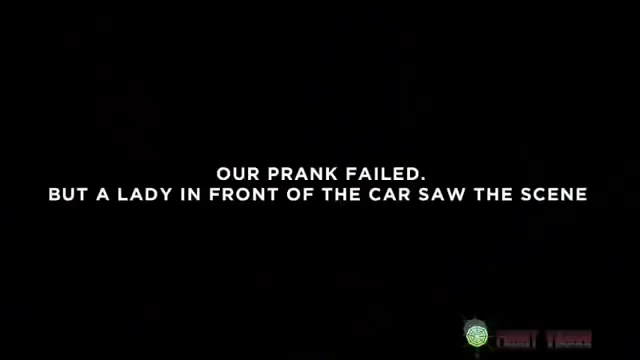 OUR PRANK FAILED.
BUT A LADY IN FRONT OF THE CAR SAW THE SCENE